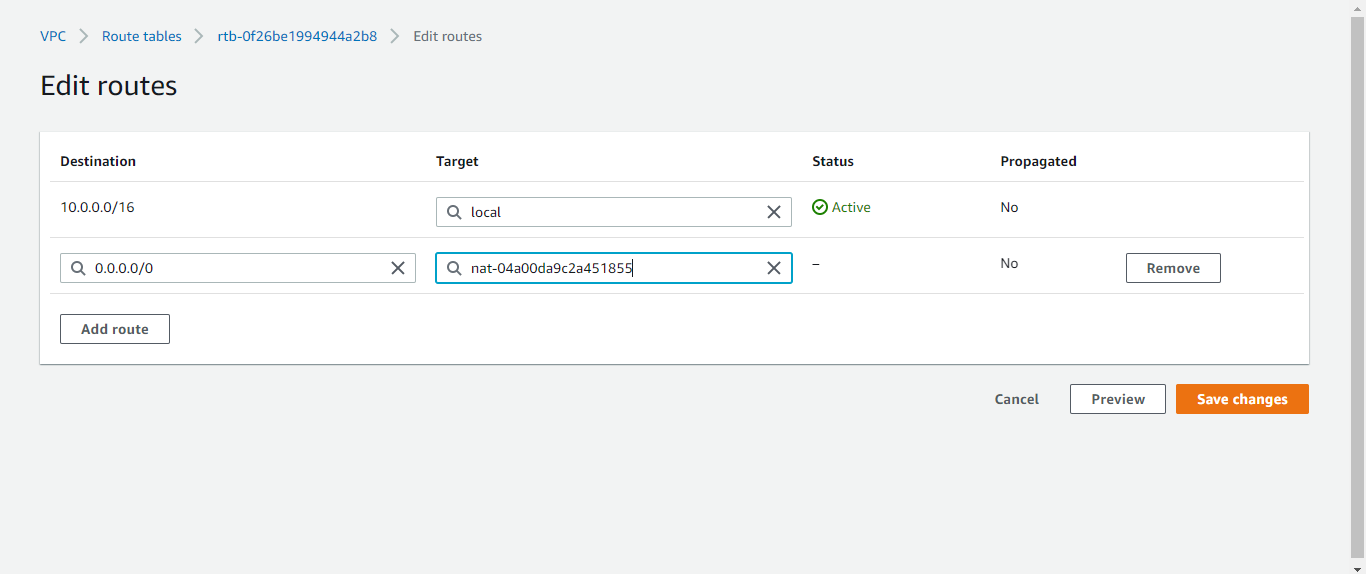 VPC > Route tables > rtb-0f26be1994944a2b8 > Edit routes
Edit routes
Destination Target Status Propagated
10.0.0.0/16 local Active No
0.0.0.0/0 nat-04a00da9c2a451855 – No Remove
Add route
Cancel Preview Save changes